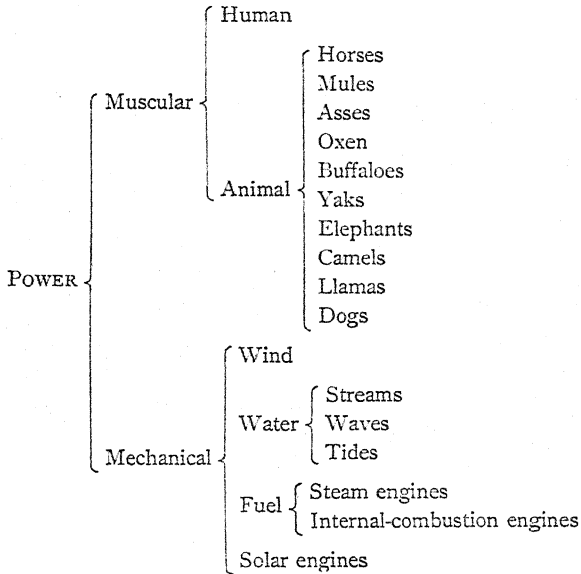 Human
Horses
Mules
Muscular
Asses
Oxen
Buffaloes
Animal
Yaks
Elephants
Camels
POWER
Llamas
Dogs
Wind
Streams
Water
Waves
Tides
Mechanical
Steam engines
Fuel
Internal-combustion engines
Solar engines